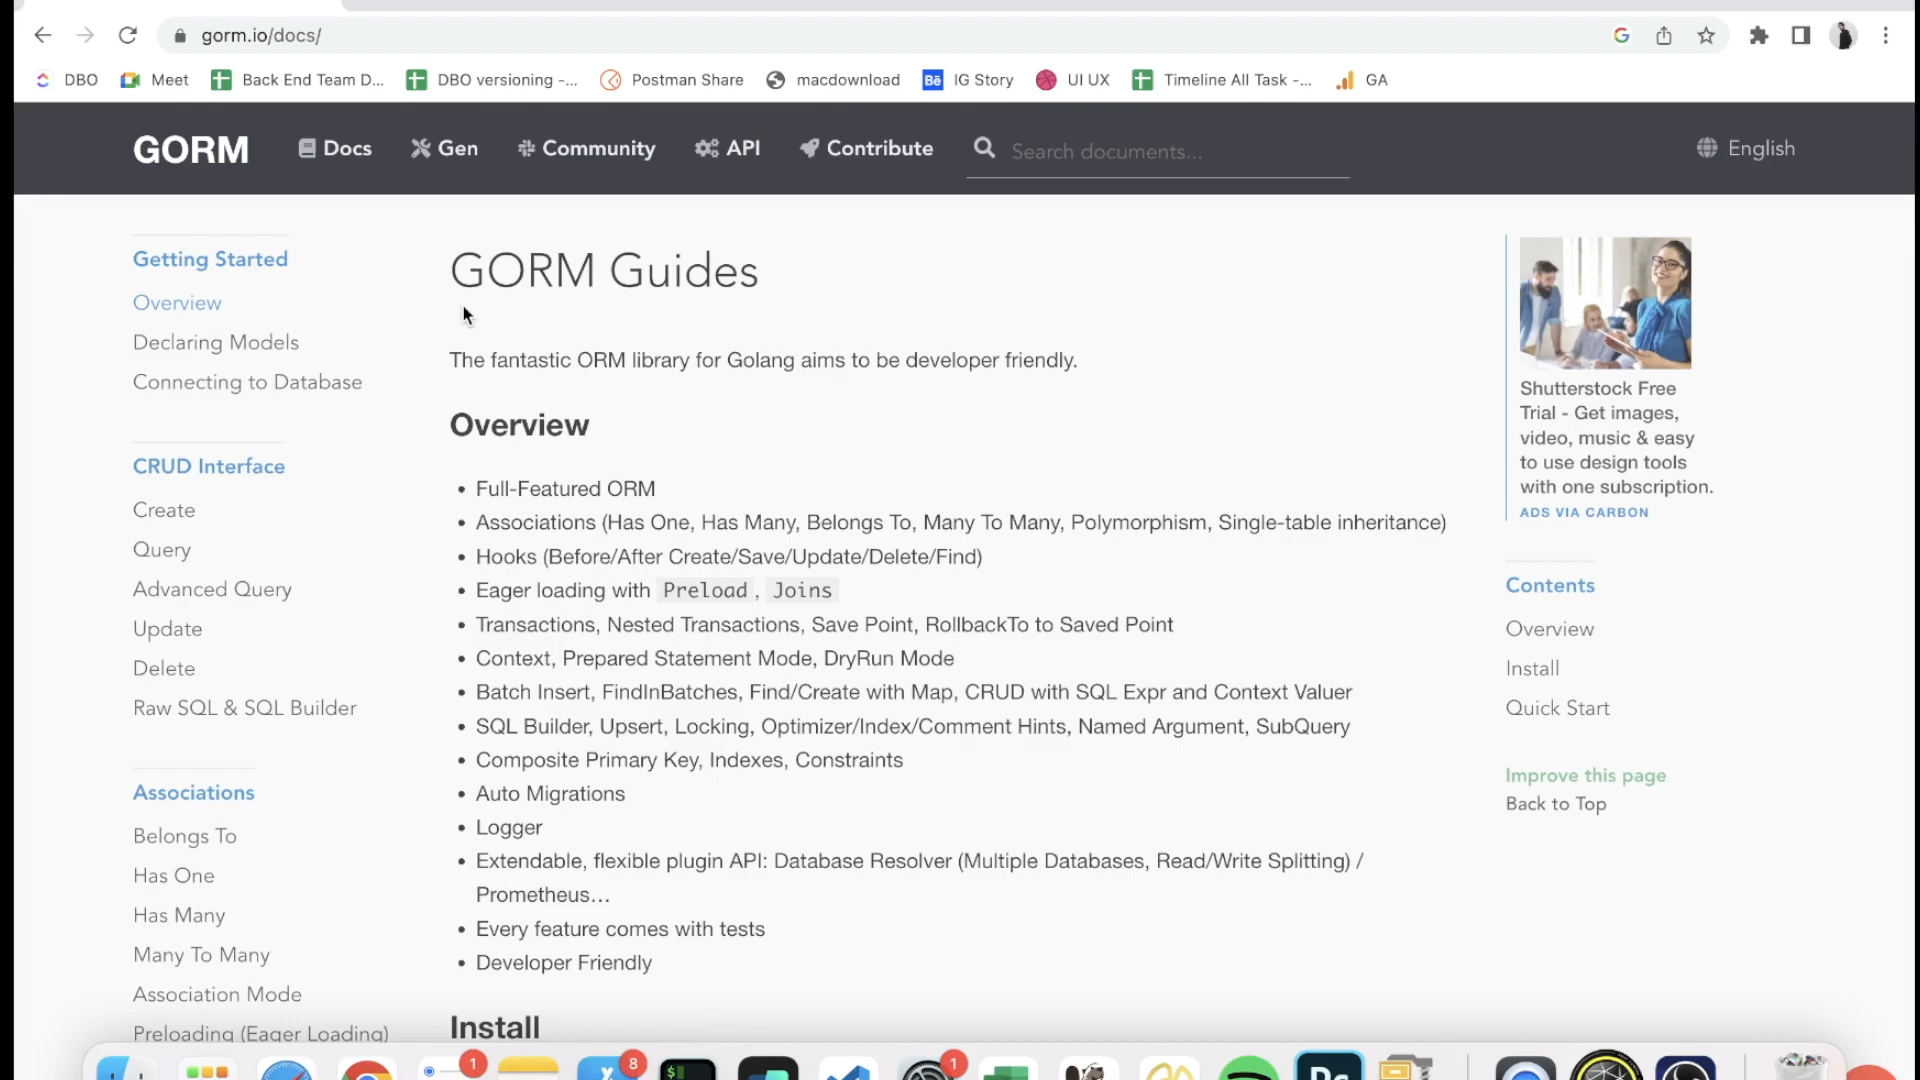 gorm.io/docs/
DBO
Meet
Back End Team D...
DBO versioning -...
Postman Share
macdownload
Bē
IG Story
UI UX
Timeline All Task -...
GA
GORM
Docs
Gen
Community
API
Contribute
Search documents...
English
Getting Started
Overview
Declaring Models
Connecting to Database
CRUD Interface
Create
Query
Advanced Query
Update
Delete
Raw SQL & SQL Builder
Associations
Belongs To
Has One
Has Many
Many To Many
Association Mode
Preloading (Eager Loading)
GORM Guides
The fantastic ORM library for Golang aims to be developer friendly.
Overview
• Full-Featured ORM
• Associations (Has One, Has Many, Belongs To, Many To Many, Polymorphism, Single-table inheritance)
• Hooks (Before/After Create/Save/Update/Delete/Find)
• Eager loading with Preload, Joins
• Transactions, Nested Transactions, Save Point, RollbackTo to Saved Point
• Context, Prepared Statement Mode, DryRun Mode
• Batch Insert, FindInBatches, Find/Create with Map, CRUD with SQL Expr and Context Valuer
• SQL Builder, Upsert, Locking, Optimizer/Index/Comment Hints, Named Argument, SubQuery
• Composite Primary Key, Indexes, Constraints
• Auto Migrations
• Logger
• Extendable, flexible plugin API: Database Resolver (Multiple Databases, Read/Write Splitting) /
Prometheus…
• Every feature comes with tests
• Developer Friendly
Install
Shutterstock Free
Trial - Get images,
video, music & easy
to use design tools
with one subscription.
ADS VIA CARBON
Contents
Overview
Install
Quick Start
Improve this page
Back to Top
1
8
$
1
Ps